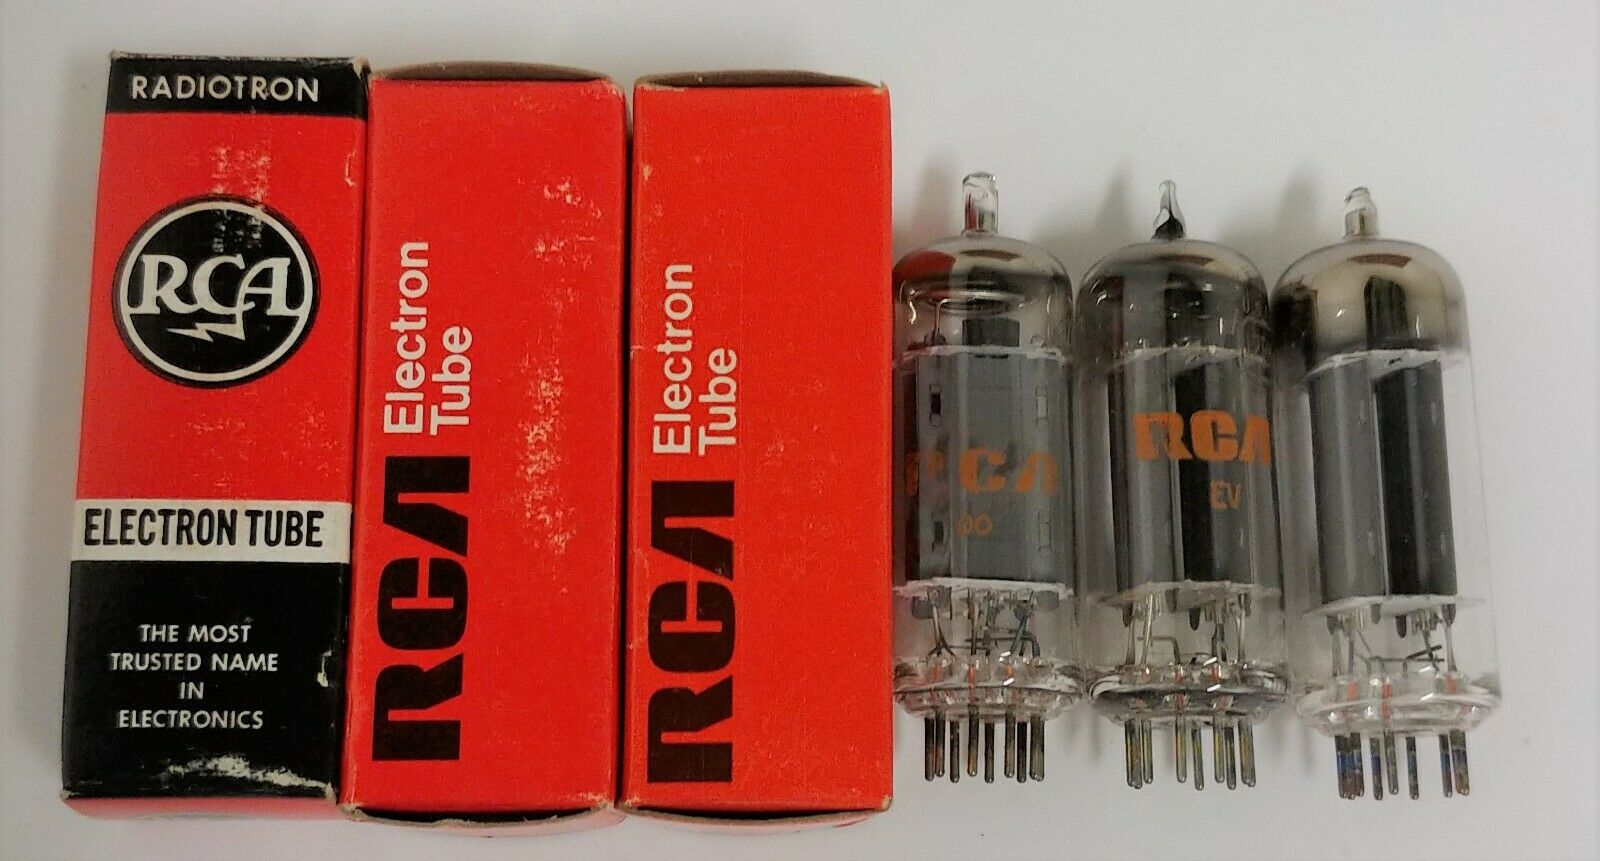 RADIOTRON
RCA
ELECTRON TUBE
THE MOST
TRUSTED NAME
IN
ELECTRONICS
RCA
Electron
Tube
RCA
Electron
Tube
RCA
RCA
EV